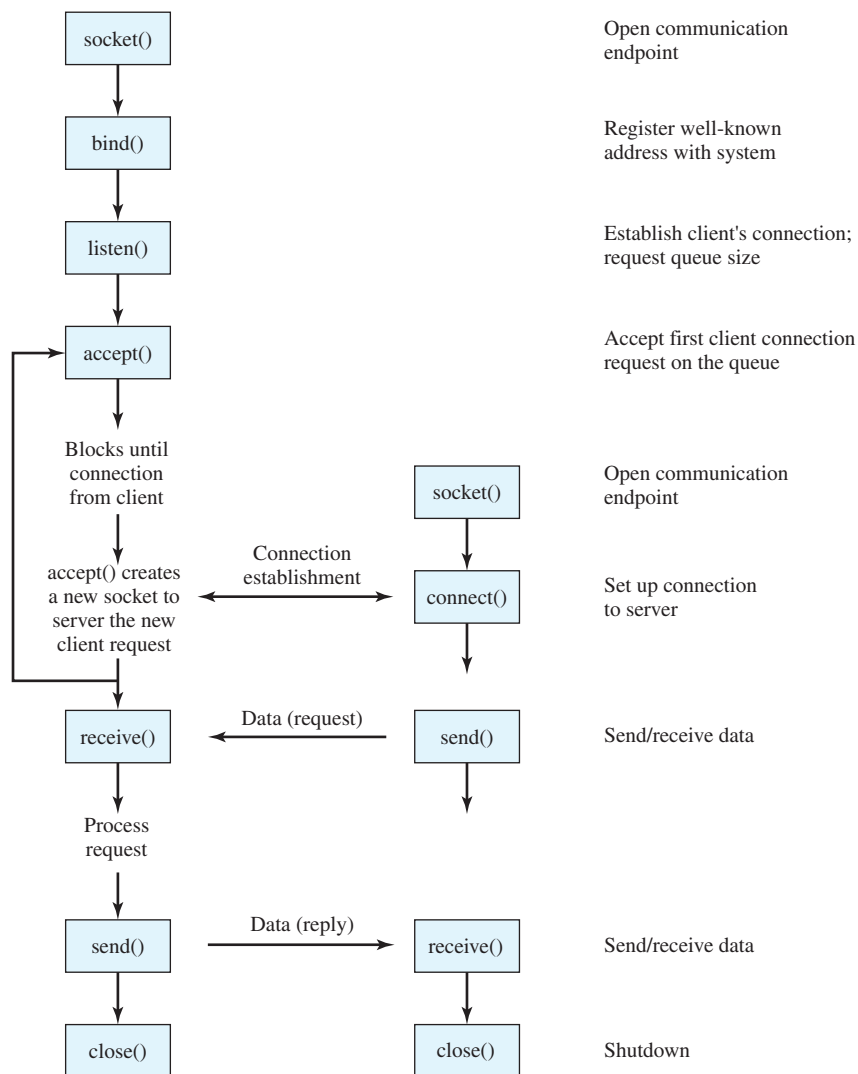 socket()
Open communication
endpoint
bind()
Register well-known
address with system
listen()
Establish client's connection;
request queue size
accept()
Accept first client connection
request on the queue
Blocks until
connection
from client
socket()
Open communication
endpoint
accept() creates
a new socket to
server the new
client request
Connection
establishment
connect()
Set up connection
to server
receive()
Data (request)
send()
Send/receive data
Process
request
send()
Data (reply)
receive()
Send/receive data
close()
close()
Shutdown